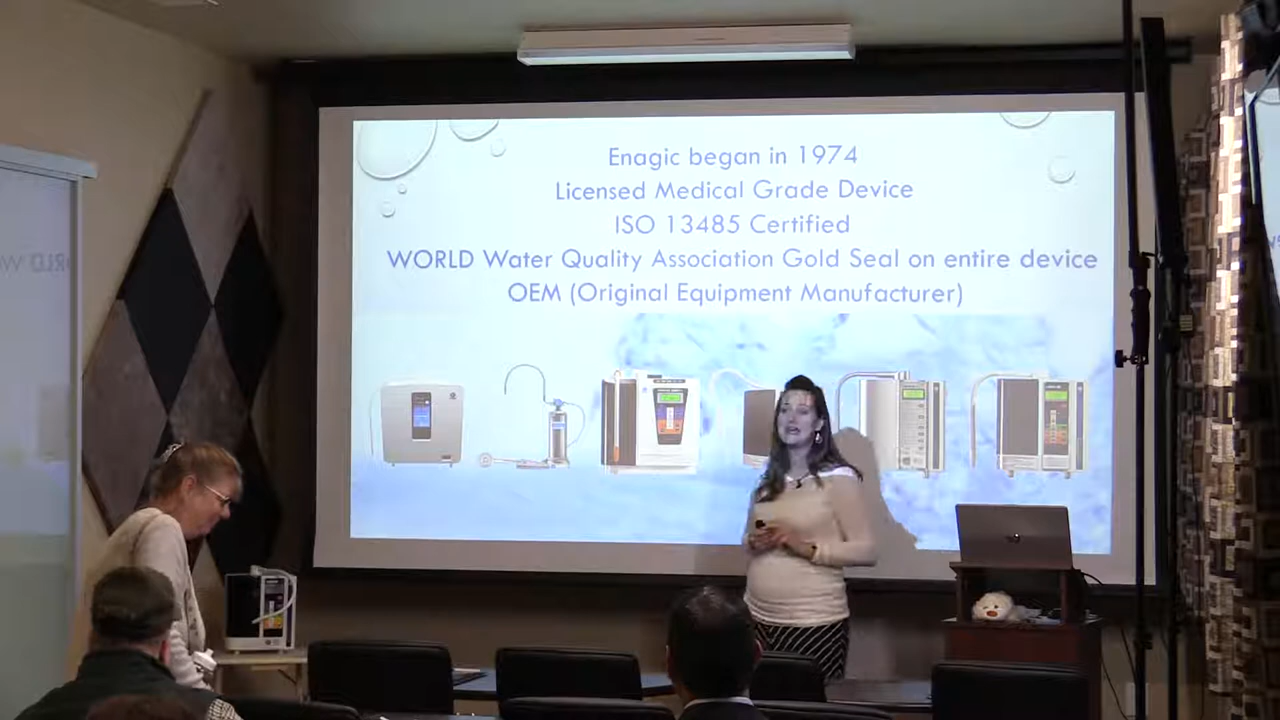 Enagic began in 1974
Licensed Medical Grade Device
ISO 13485 Certified
WORLD Water Quality Association Gold Seal on entire device
OEM (Original Equipment Manufacturer)
hp